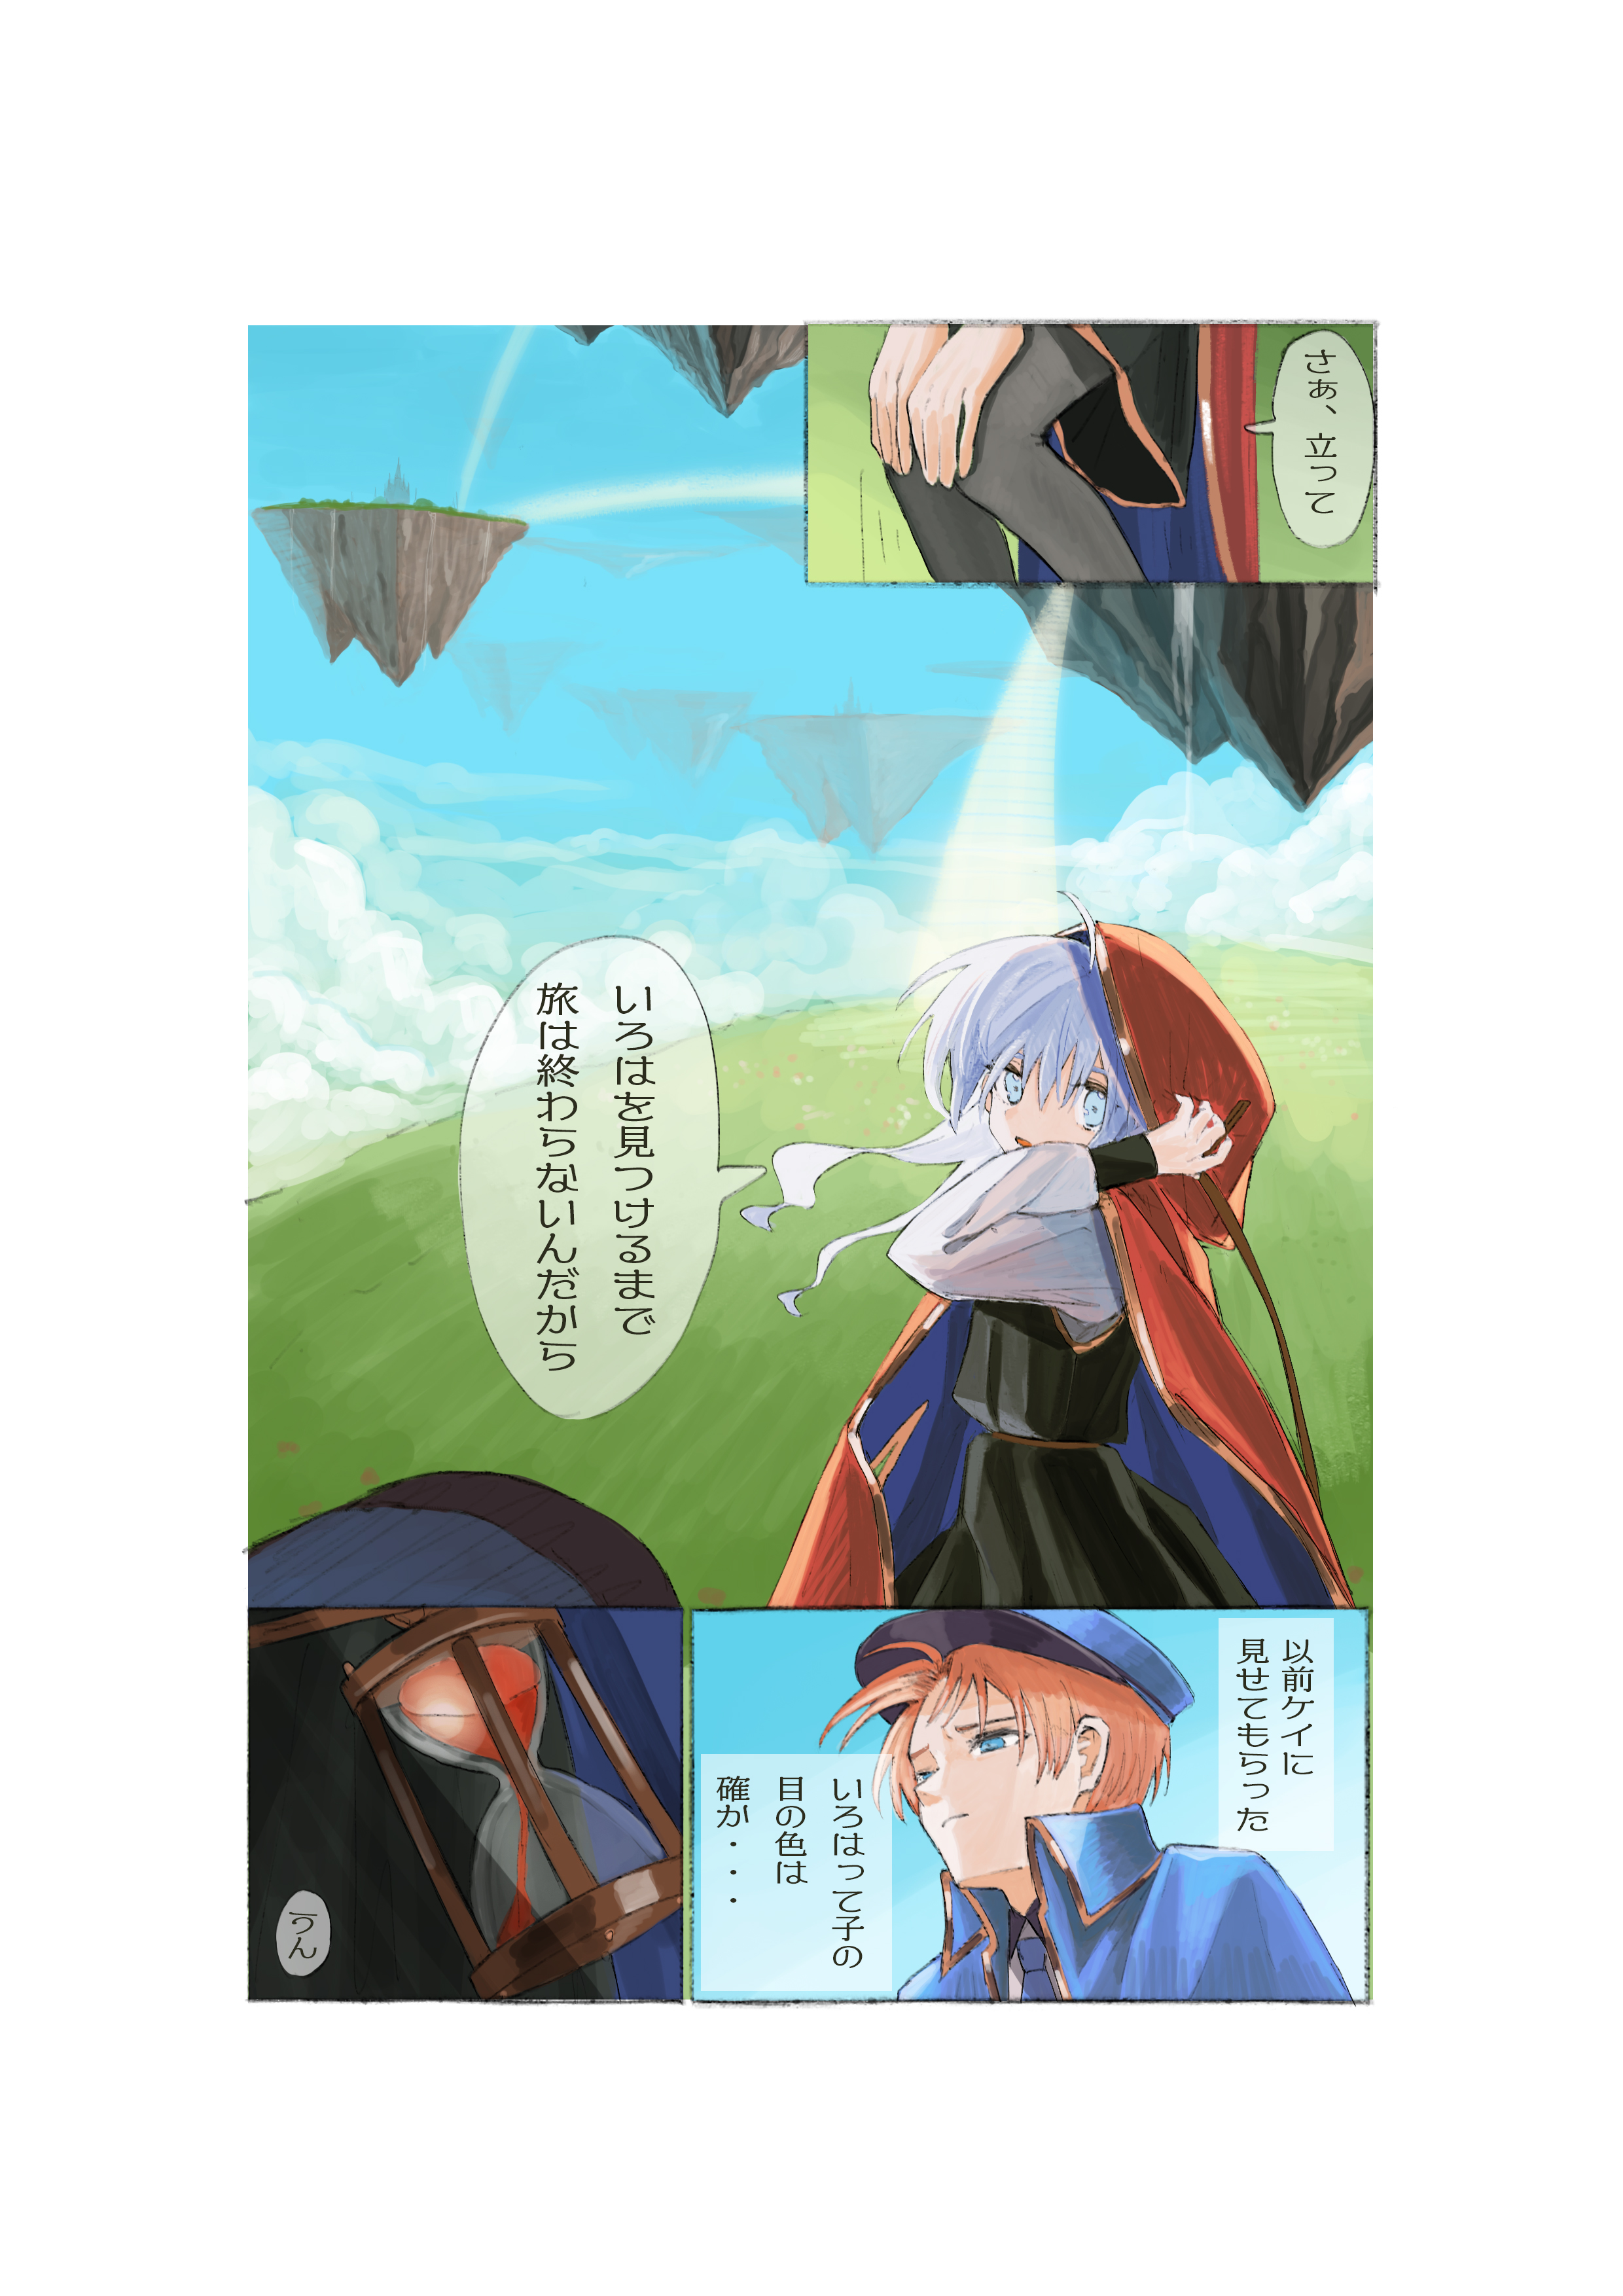 さあ、立って
いろはを見つけるまで
旅は終わらないんだから
以前ケイに
見せてもらった
いろはって子の
目の色は
確か・・・
うん